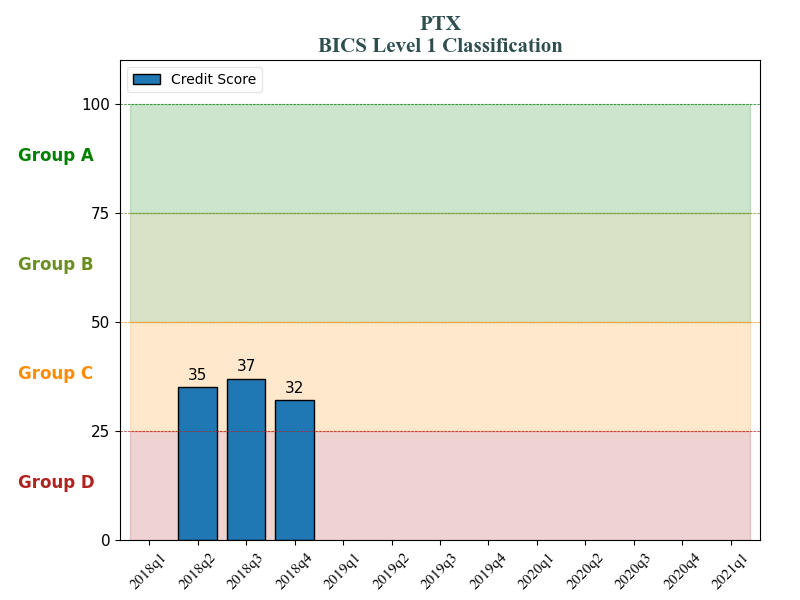 PTX
BICS Level 1 Classification
Credit Score
100
Group A
75
Group B
50
Group C
37
35
32
25
Group D
0
2018q1 2018q2 2018q3 2018q4 2019q1 2019q2 2019q3 2019q4 2020q1 2020q2 2020q3 2020q4 2021q1